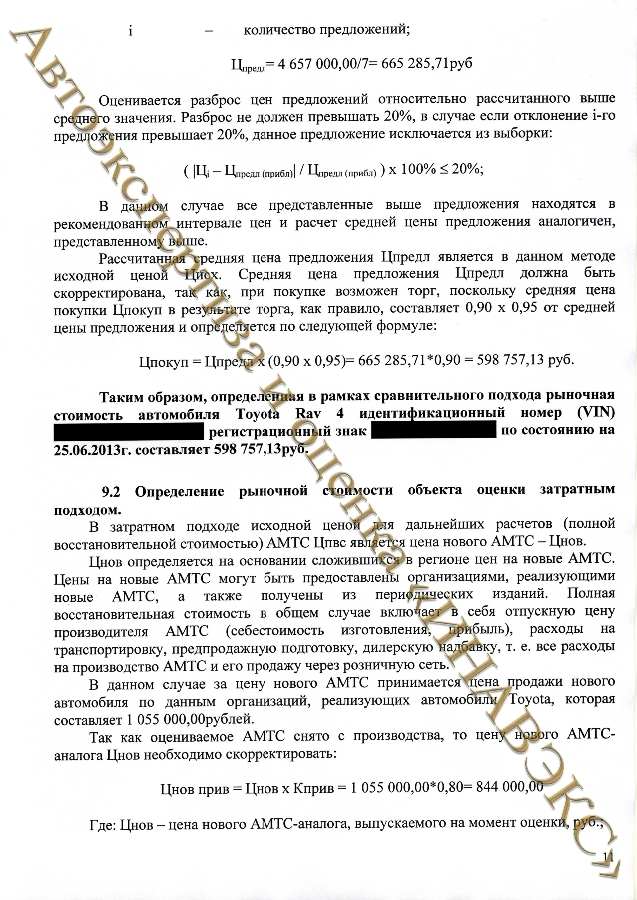 i – количество предложений;
Цпредл= 4 657 000,00/7= 665 285,71руб
Оценивается разброс цен предложений относительно рассчитанного выше
среднего значения. Разброс не должен превышать 20%, в случае если отклонение i-го
предложения превышает 20%, данное предложение исключается из выборки:
( |Цi – Цпредл (прибл)| / Цпредл (прибл) ) х 100% ≤ 20%;
В данном случае все представленные выше предложения находятся в
рекомендованном интервале цен и расчет средней цены предложения аналогичен,
представленному выше.
Рассчитанная средняя цена предложения Цпредл является в данном методе
исходной ценой Цисх. Средняя цена предложения Цпредл должна быть
скорректирована, так как, при покупке возможен торг, поскольку средняя цена
покупки Цпокуп в результате торга, как правило, составляет 0,90 х 0,95 от средней
цены предложения и определяется по следующей формуле:
Цпокуп = Цпредл х (0,90 х 0,95)= 665 285,71*0,90 = 598 757,13 руб.
Таким образом, определенная в рамках сравнительного подхода рыночная
стоимость автомобиля Toyota Rav 4 идентификационный номер (VIN)
регистрационный знак по состоянию на
25.06.2013г. составляет 598 757,13руб.
9.2 Определение рыночной стоимости объекта оценки затратным
подходом.
В затратном подходе исходной ценой для дальнейших расчетов (полной
восстановительной стоимостью) АМТС Цпвс является цена нового АМТС – Цнов.
Цнов определяется на основании сложившихся в регионе цен на новые АМТС.
Цены на новые АМТС могут быть предоставлены организациями, реализующими
новые АМТС, а также получены из периодических изданий. Полная
восстановительная стоимость в общем случае включает в себя отпускную цену
производителя АМТС (себестоимость изготовления, прибыль), расходы на
транспортировку, предпродажную подготовку, дилерскую надбавку, т. е. все расходы
на производство АМТС и его продажу через розничную сеть.
В данном случае за цену нового АМТС принимается цена продажи нового
автомобиля по данным организаций, реализующих автомобили Toyota, которая
составляет 1 055 000,00рублей.
Так как оцениваемое АМТС снято с производства, то цену нового АМТС-
аналога Цнов необходимо скорректировать:
Цнов прив = Цнов х Кприв = 1 055 000,00*0,80= 844 000,00
Где: Цнов – цена нового АМТС-аналога, выпускаемого на момент оценки, руб.;
11
Автоэкспертиза и оценка «ИНАВЭКС»